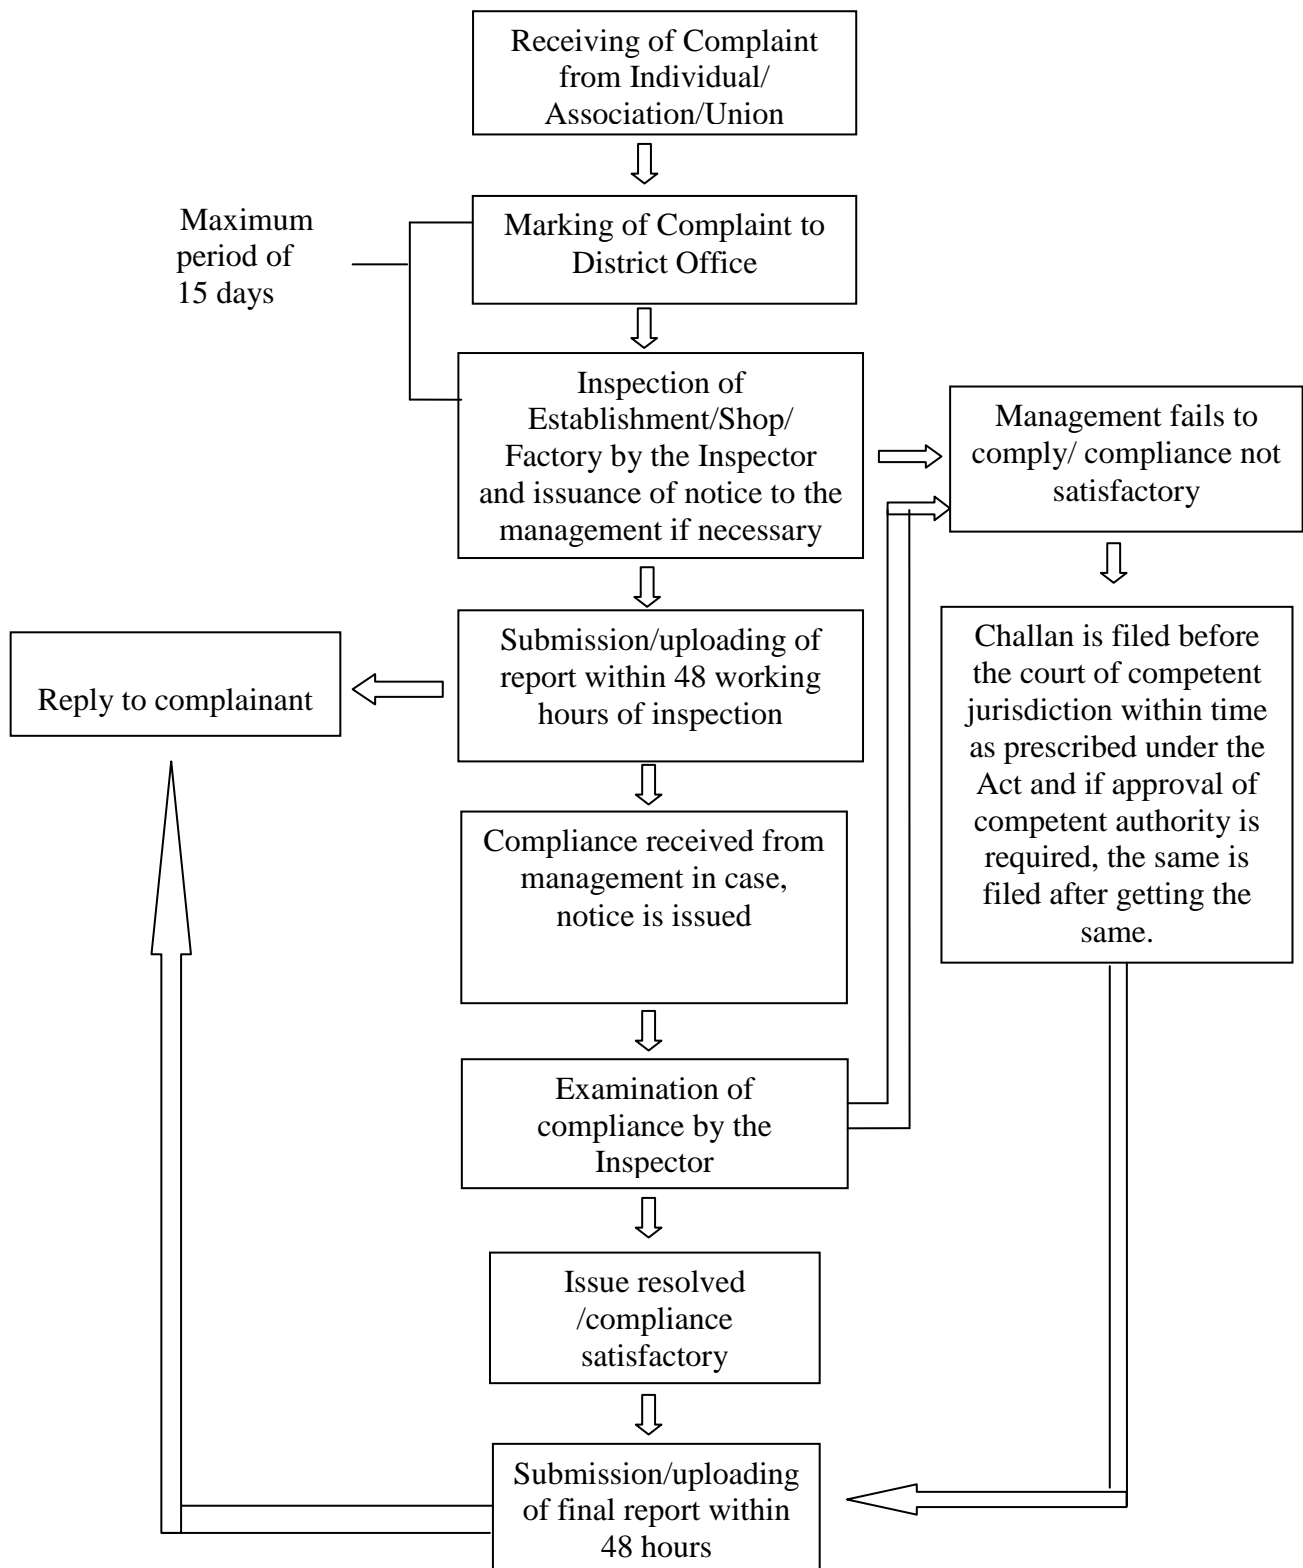 Receiving of Complaint
from Individual/
Association/Union
Maximum
period of
15 days
Marking of Complaint to
District Office
Inspection of
Establishment/Shop/
Factory by the Inspector
and issuance of notice to the
management if necessary
Management fails to
comply/ compliance not
satisfactory
Submission/uploading of
report within 48 working
hours of inspection
Reply to complainant
Challan is filed before
the court of competent
jurisdiction within time
as prescribed under the
Act and if approval of
competent authority is
required, the same is
filed after getting the
same.
Compliance received from
management in case,
notice is issued
Examination of
compliance by the
Inspector
Issue resolved
/compliance
satisfactory
Submission/uploading
of final report within
48 hours